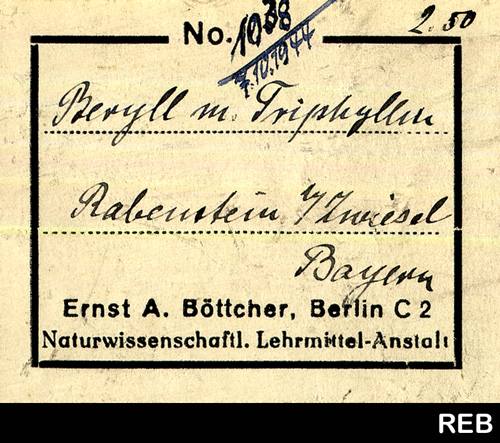 2.50
No. 1038
7.10.1944
Beryll m. Triphylin
Rabenstein b/Zwiesel
Bayern
Ernst A. Böttcher, Berlin C 2
Naturwissenschaftl. Lehrmittel-Anstalt
REB